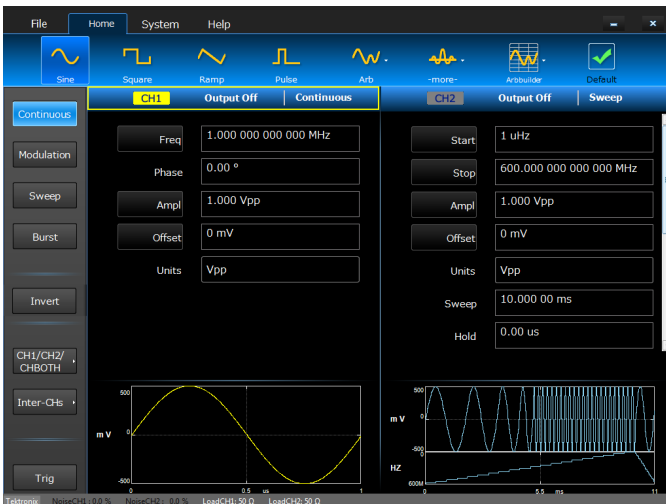 File Home System Help
Sine Square Ramp Pulse Arb -more- Arbbuilder Default
CH1 Output Off Continuous CH2 Output Off Sweep
Continuous
Modulation
Sweep
Burst
Invert
CH1/CH2/
CHBOTH
Inter-CHs
Trig
Freq 1.000 000 000 000 MHz
Phase 0.00 °
Ampl 1.000 Vpp
Offset 0 mV
Units Vpp
Start 1 uHz
Stop 600.000 000 000 000 MHz
Ampl 1.000 Vpp
Offset 0 mV
Units Vpp
Sweep 10.000 00 ms
Hold 0.00 us
500
m V 0
-500
0 0.5 us 1
500
m V 0
-500
HZ 0
600M
0 5.5 ms 11
Tektronix NoiseCH1 : 0.0 % NoiseCH2 : 0.0 % LoadCH1: 50 Ω LoadCH2: 50 Ω